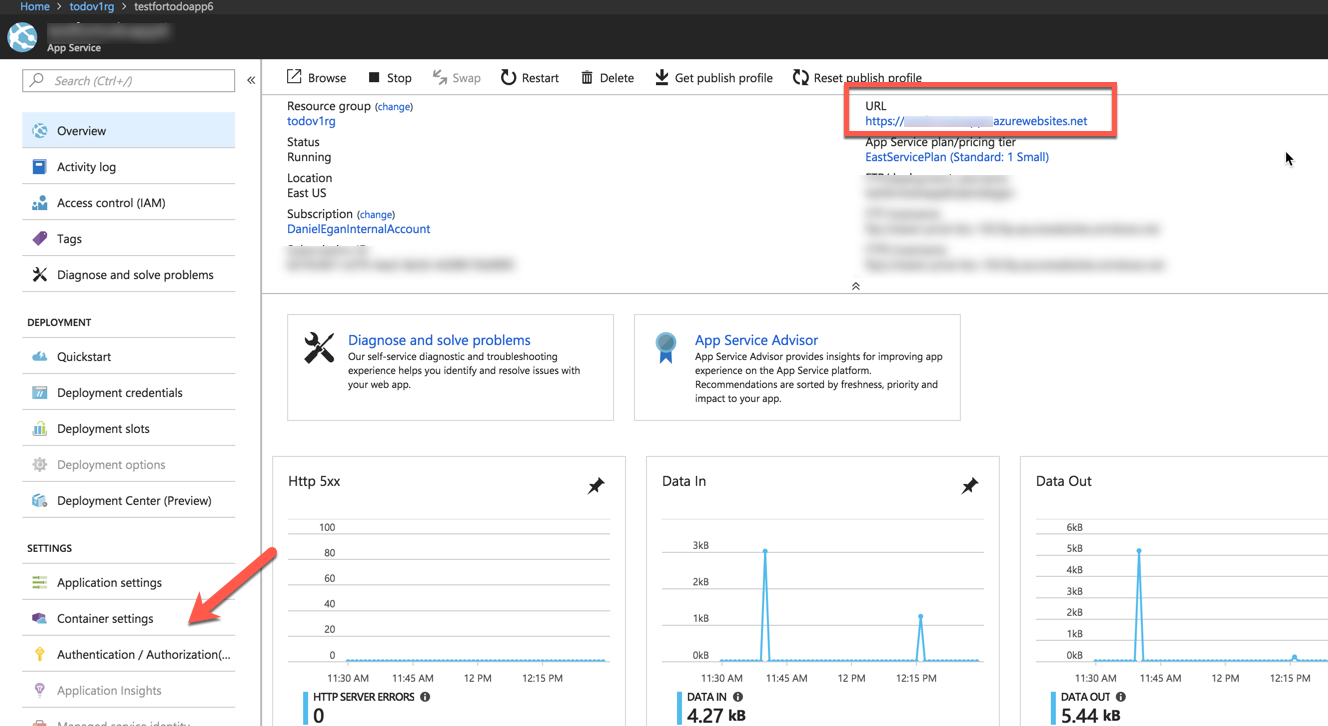 Home > todov1rg > testfortodoapp6
App Service
Search (Ctrl+/)
«
Overview
Activity log
Access control (IAM)
Tags
Diagnose and solve problems
DEPLOYMENT
Quickstart
Deployment credentials
Deployment slots
Deployment options
Deployment Center (Preview)
SETTINGS
Application settings
Container settings
Authentication / Authorization(...
Application Insights
Managed service identity
Browse
Stop
Swap
Restart
Delete
Get publish profile
Reset publish profile
Resource group (change)
todov1rg
Status
Running
Location
East US
Subscription (change)
DanielEganInternalAccount
URL
https:// azurewebsites.net
App Service plan/pricing tier
EastServicePlan (Standard: 1 Small)
Diagnose and solve problems
Our self-service diagnostic and troubleshooting
experience helps you identify and resolve issues with
your web app.
App Service Advisor
App Service Advisor provides insights for improving app
experience on the App Service platform.
Recommendations are sorted by freshness, priority and
impact to your app.
Http 5xx
100
80
60
40
20
0
11:30 AM 11:45 AM 12 PM 12:15 PM
HTTP SERVER ERRORS
0
Data In
3kB
2kB
1kB
0kB
11:30 AM 11:45 AM 12 PM 12:15 PM
DATA IN
4.27 kB
Data Out
6kB
5kB
4kB
3kB
2kB
1kB
0kB
11:30 AM 11:45 AM 12 PM 12:15 PM
DATA OUT
5.44 kB